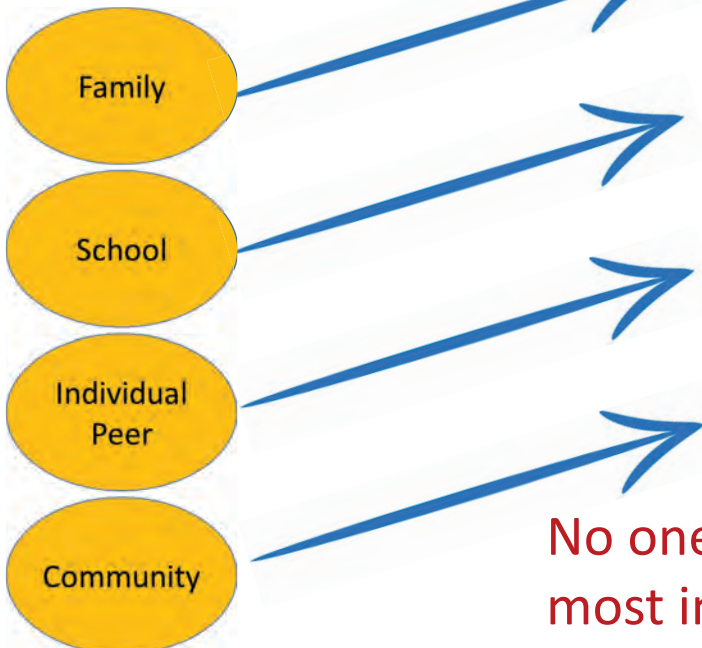 Family
School
Individual
Peer
Community
No one
most